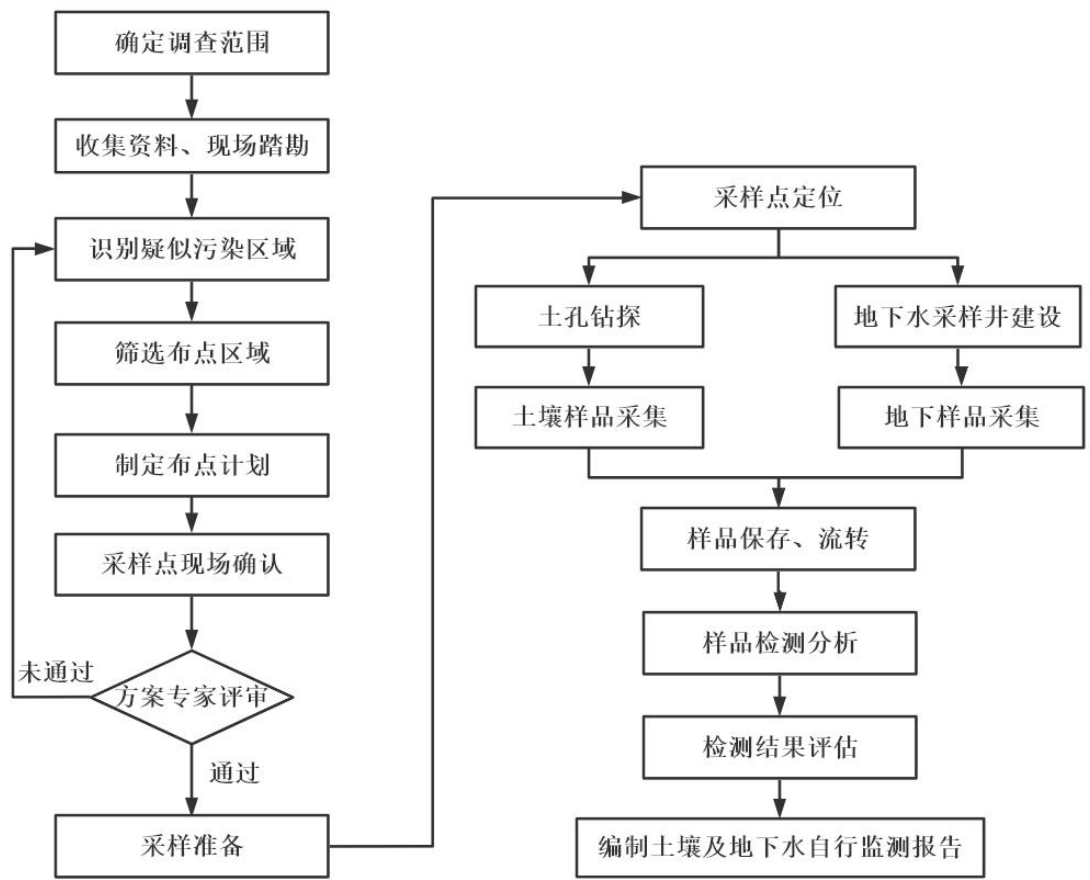 确定调查范围
收集资料、现场踏勘
识别疑似污染区域
筛选布点区域
制定布点计划
采样点现场确认
未通过
方案专家评审
通过
采样准备
采样点定位
土孔钻探
地下水采样井建设
土壤样品采集
地下样品采集
样品保存、流转
样品检测分析
检测结果评估
编制土壤及地下水自行监测报告